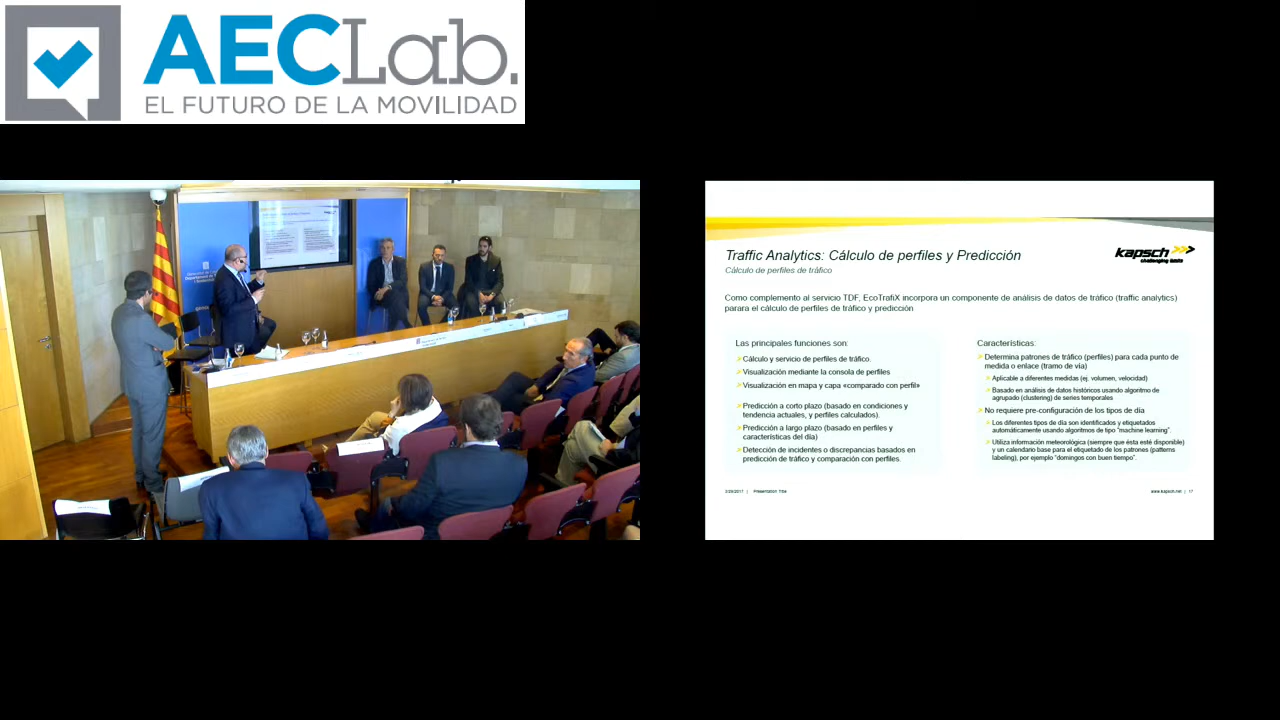 AECLab.
EL FUTURO DE LA MOVILIDAD
Traffic Analytics: Cálculo de perfiles y Predicción
Cálculo de perfiles de tráfico
kapsch >>>
challenging limits
Como complemento al servicio TDF, EcoTrafiX incorpora un componente de análisis de datos de tráfico (traffic analytics)
parara el cálculo de perfiles de tráfico y predicción
Las principales funciones son:
Cálculo y servicio de perfiles de tráfico.
Visualización mediante la consola de perfiles
Visualización en mapa y capa «comparado con perfil»
Predicción a corto plazo (basado en condiciones y
tendencia actuales, y perfiles calculados).
Predicción a largo plazo (basado en perfiles y
características del día)
Detección de incidentes o discrepancias basados en
predicción de tráfico y comparación con perfiles.
Características:
Determina patrones de tráfico (perfiles) para cada punto de
medida o enlace (tramo de vía)
Aplicable a diferentes medidas (ej. volumen, velocidad)
Basado en análisis de datos históricos usando algoritmo de
agrupado (clustering) de series temporales
No requiere pre-configuración de los tipos de día
Los diferentes tipos de día son identificados y etiquetados
automáticamente usando algoritmos de tipo "machine learning".
Utiliza información meteorológica (siempre que ésta esté disponible)
y un calendario base para el etiquetado de los patrones (patterns
labeling), por ejemplo "domingos con buen tiempo".
| Presentation Title
www.kapsch.net | 17